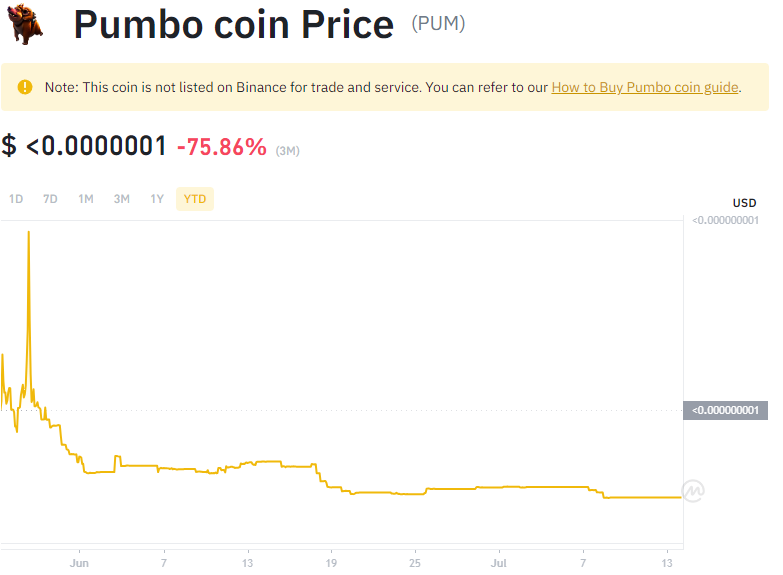 Pumbo coin Price (PUM)
Note: This coin is not listed on Binance for trade and service. You can refer to our How to Buy Pumbo coin guide.
$ <0.0000001 -75.86% (3M)
1D 7D 1M 3M 1Y YTD
USD
<0.000000001
<0.000000001
Jun 7 13 19 25 Jul 7 13